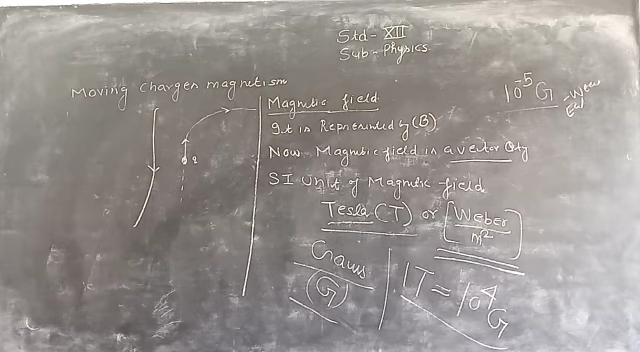 Std - XII
Sub - Physics
Moving Charges magnetism
Magnetic field
It is Represented by (B)
Now Magnetic field is a vector Qty
SI Unit of Magnetic field
Tesla (T) or [Weber/m²]
Gauss
(G)
1T = 10⁴ G
10⁻⁵ G
q